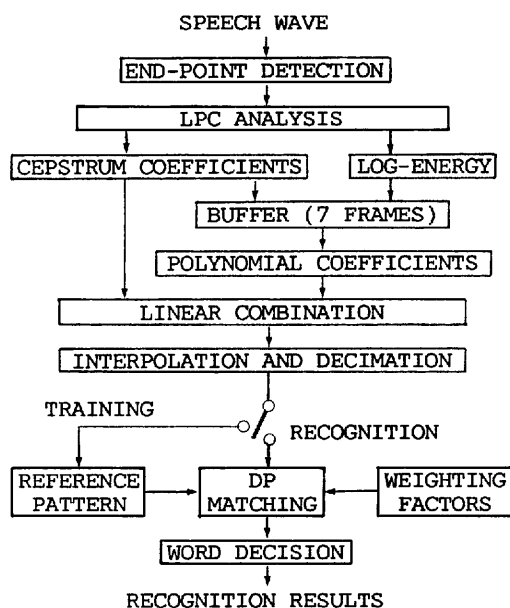 SPEECH WAVE
END-POINT DETECTION
LPC ANALYSIS
CEPSTRUM COEFFICIENTS
LOG-ENERGY
BUFFER (7 FRAMES)
POLYNOMIAL COEFFICIENTS
LINEAR COMBINATION
INTERPOLATION AND DECIMATION
TRAINING
RECOGNITION
REFERENCE
PATTERN
DP
MATCHING
WEIGHTING
FACTORS
WORD DECISION
RECOGNITION RESULTS